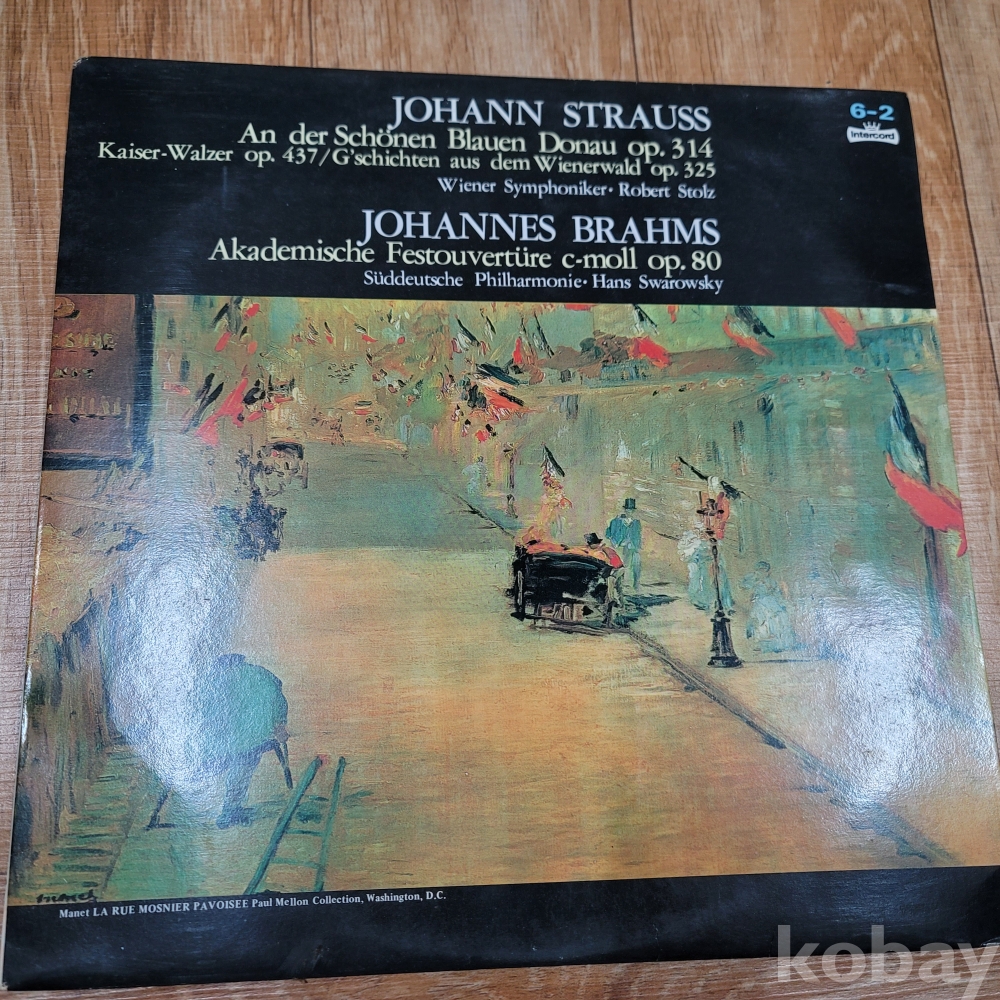 JOHANN STRAUSS
6-2
intercord
An der Schönen Blauen Donau op. 314
Kaiser-Walzer op. 437/G'schichten aus dem Wienerwald op. 325
Wiener Symphoniker · Robert Stolz
JOHANNES BRAHMS
Akademische Festouvertüre c-moll op. 80
Süddeutsche Philharmonie · Hans Swarowsky
Manet
Manet LA RUE MOSNIER PAVOISEE Paul Mellon Collection, Washington, D.C.
kobay